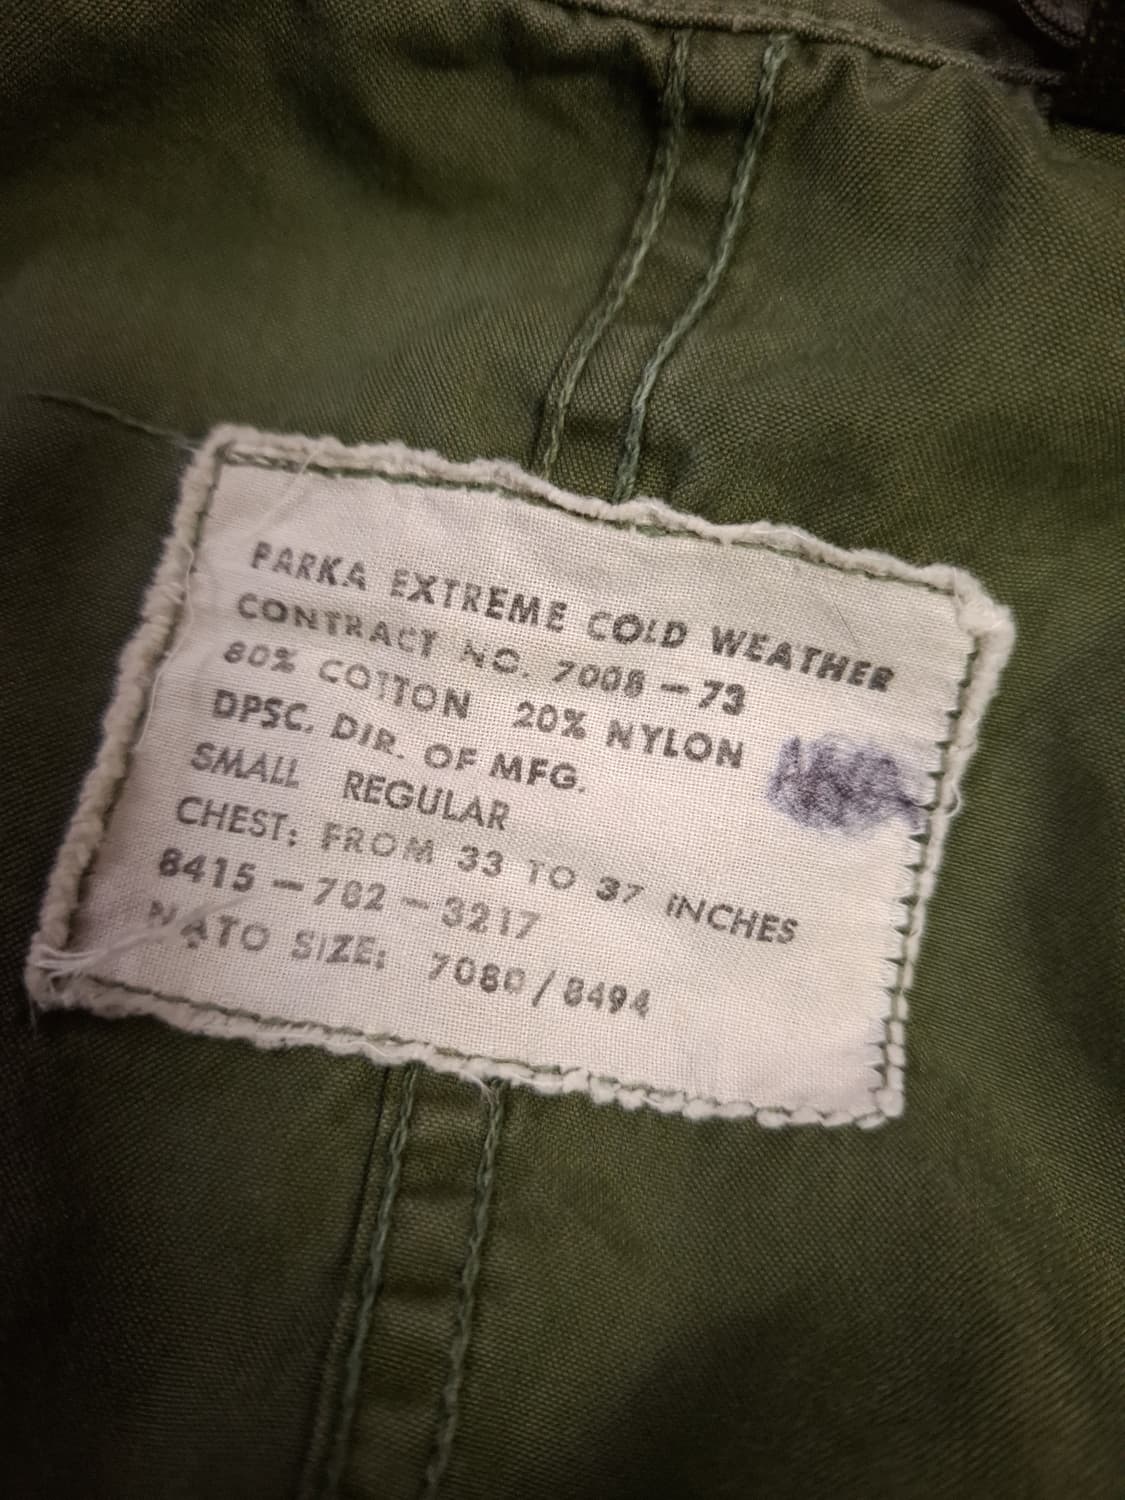 PARKA EXTREME COLD WEATHER
CONTRACT NO. 7008 - 73
80% COTTON 20% NYLON
DPSC. DIR. OF MFG.
SMALL REGULAR
CHEST: FROM 33 TO 37 INCHES
8415 - 782 - 3217
NATO SIZE: 7080 / 8494